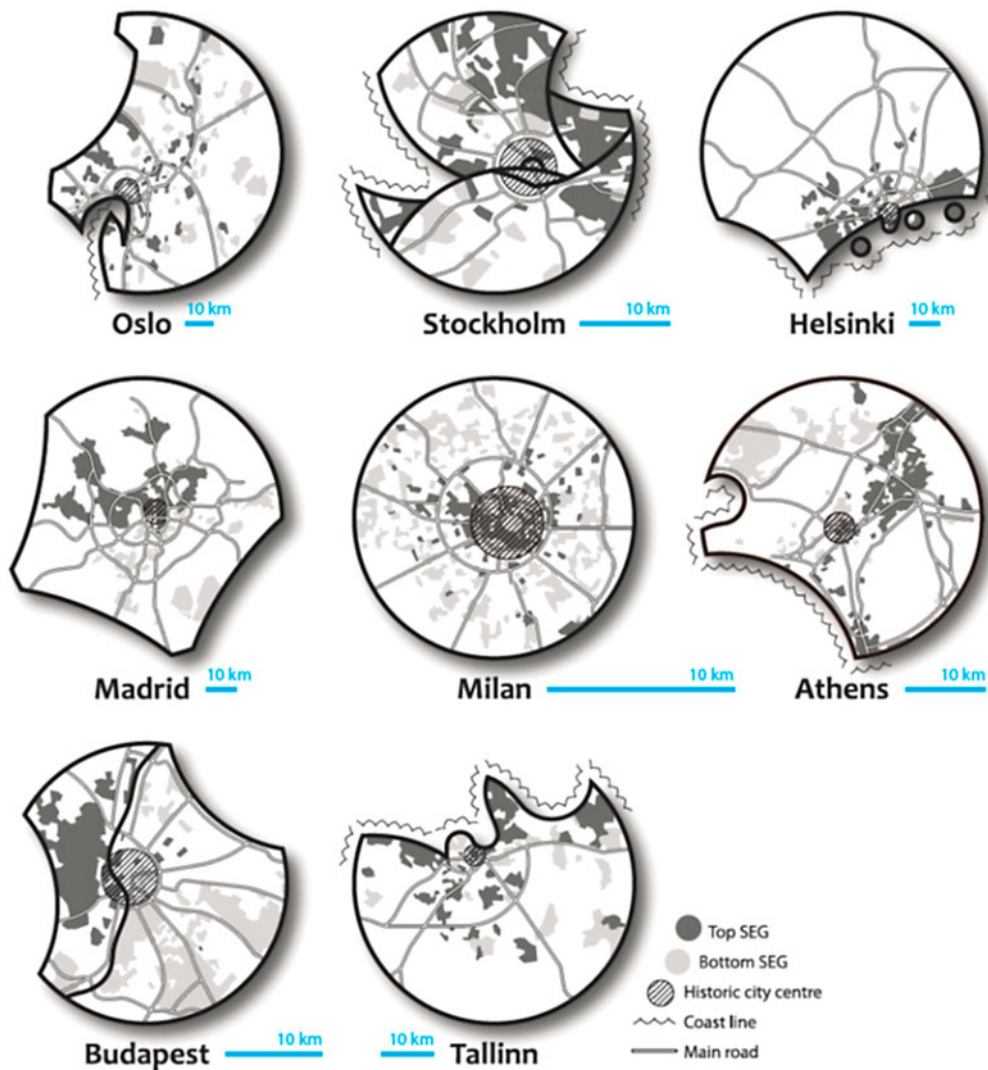 10 km
Oslo
10 km
Stockholm
10 km
Helsinki
10 km
Madrid
10 km
Milan
10 km
Athens
10 km
Budapest
10 km
Tallinn
Top SEG
Bottom SEG
Historic city centre
Coast line
Main road